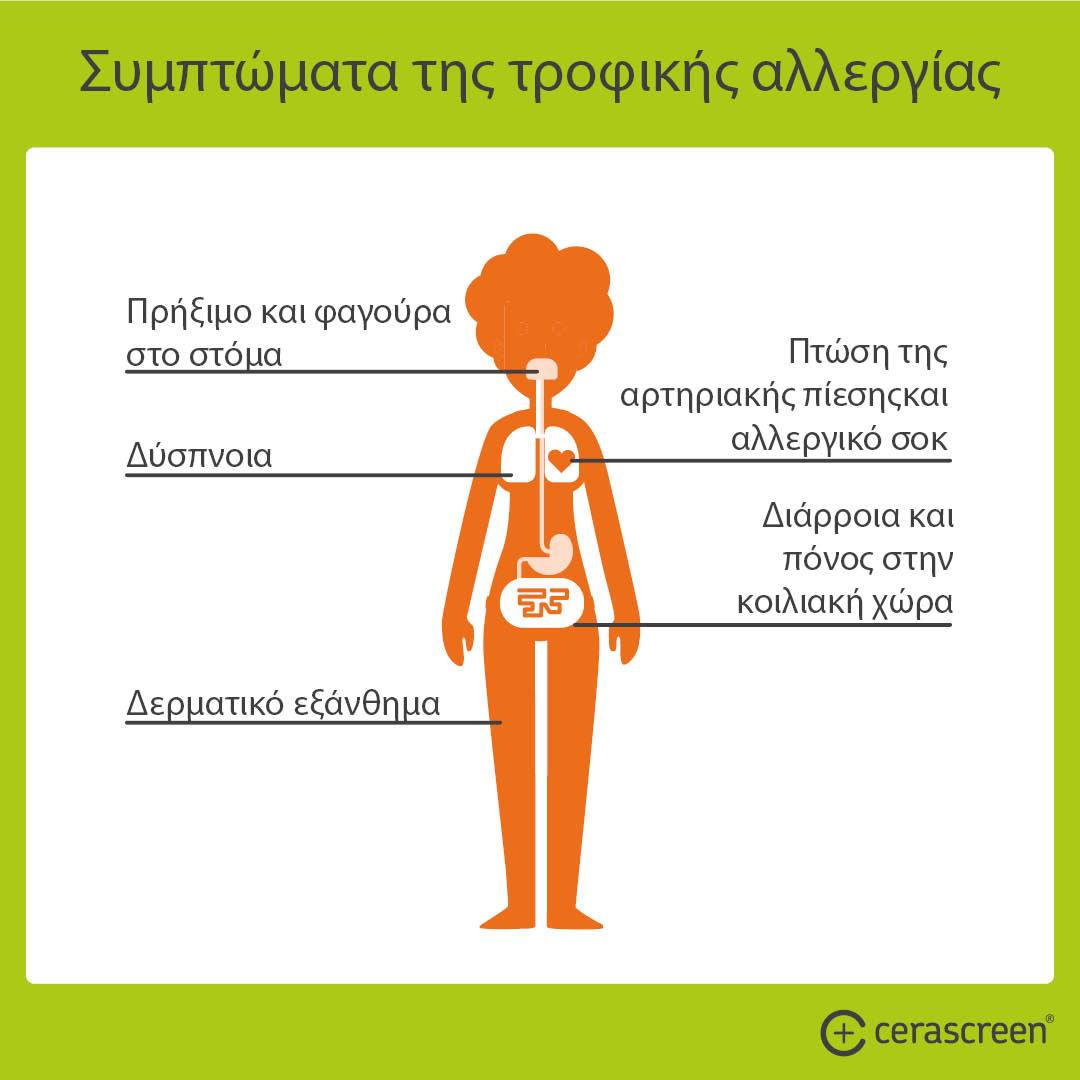 Συμπτώματα της τροφικής αλλεργίας
Πρήξιμο και φαγούρα
στο στόμα
Δύσπνοια
Δερματικό εξάνθημα
Πτώση της
αρτηριακής πίεσηςκαι
αλλεργικό σοκ
Διάρροια και
πόνος στην
κοιλιακή χώρα
cerascreen®